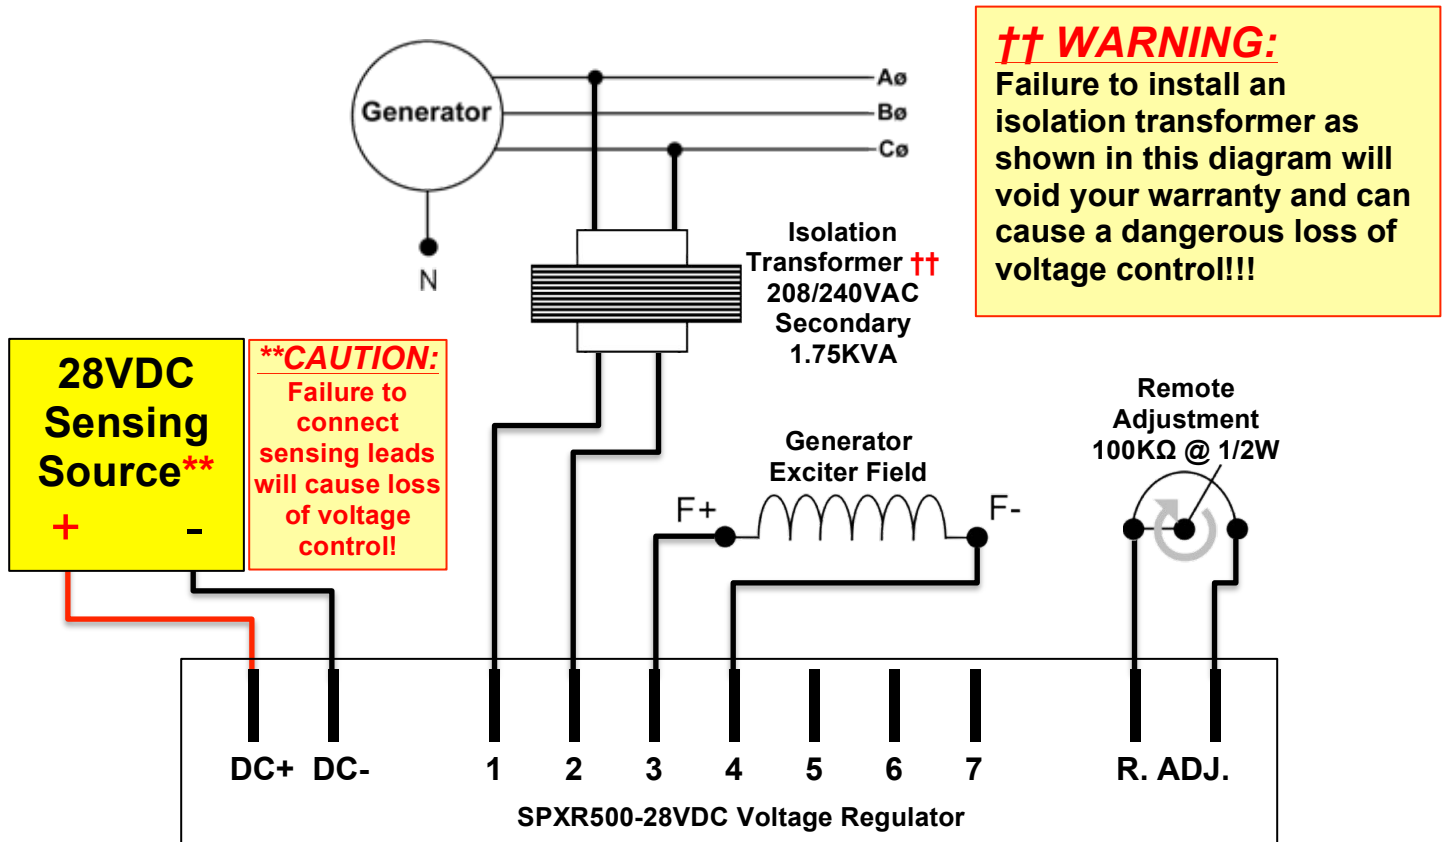 †† WARNING:
Failure to install an
isolation transformer as
shown in this diagram will
void your warranty and can
cause a dangerous loss of
voltage control!!!
Generator
Aø
Bø
Cø
N
Isolation
Transformer ††
208/240VAC
Secondary
1.75KVA
28VDC
Sensing
Source**
+ -
**CAUTION:
Failure to
connect
sensing leads
will cause loss
of voltage
control!
Generator
Exciter Field
F+ F-
Remote
Adjustment
100KΩ @ 1/2W
DC+ DC- 1 2 3 4 5 6 7 R. ADJ.
SPXR500-28VDC Voltage Regulator